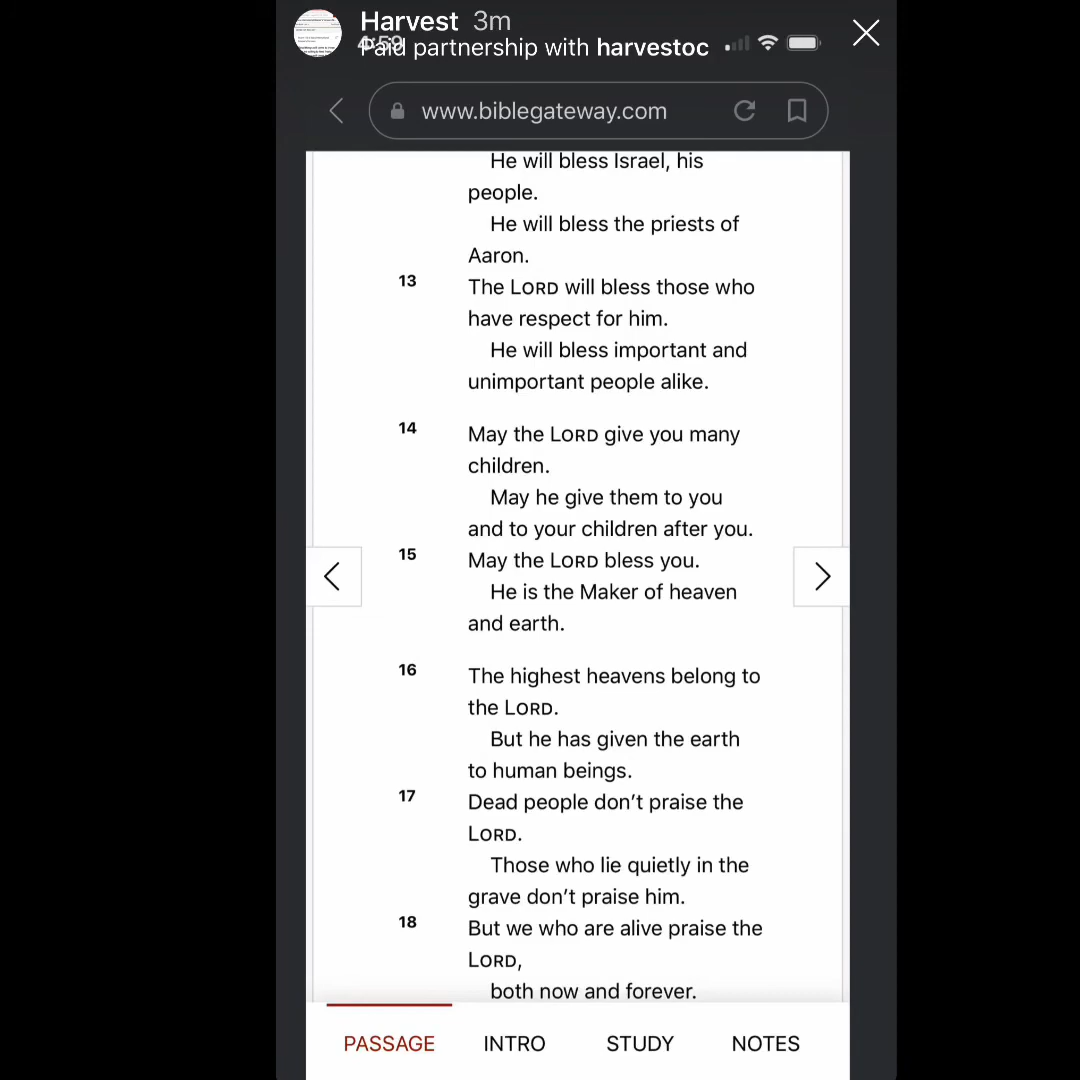 Harvest 3m
4:59
Paid partnership with harvestoc
www.biblegateway.com
He will bless Israel, his
people.
He will bless the priests of
Aaron.
13 The LORD will bless those who
have respect for him.
He will bless important and
unimportant people alike.
14 May the LORD give you many
children.
May he give them to you
and to your children after you.
15 May the LORD bless you.
He is the Maker of heaven
and earth.
16 The highest heavens belong to
the LORD.
But he has given the earth
to human beings.
17 Dead people don’t praise the
LORD.
Those who lie quietly in the
grave don’t praise him.
18 But we who are alive praise the
LORD,
both now and forever.
PASSAGE INTRO STUDY NOTES